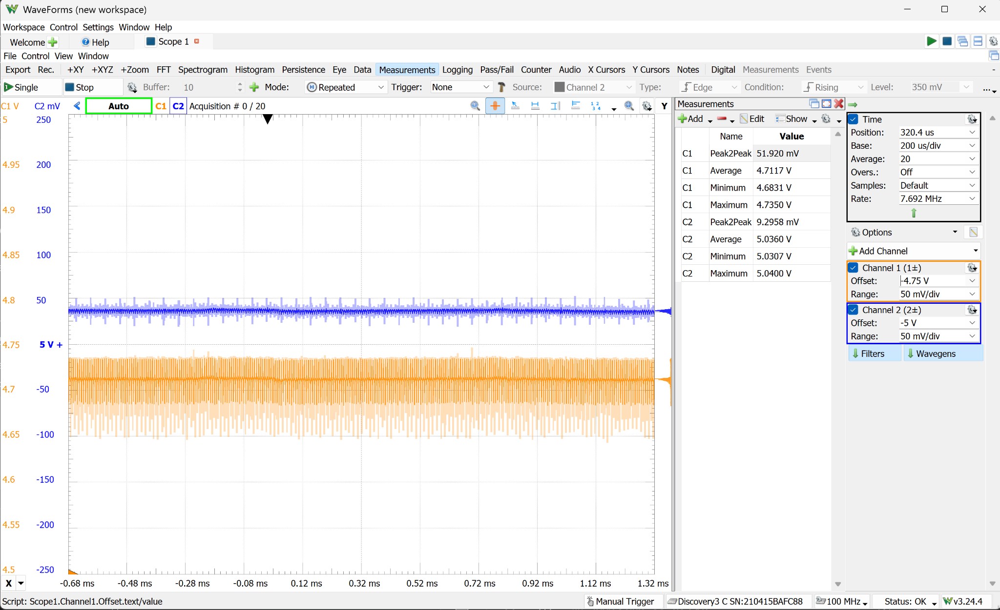 WaveForms (new workspace)
Workspace Control Settings Window Help
Welcome Help Scope 1
File Control View Window
Export Rec. +XY +XYZ +Zoom FFT Spectrogram Histogram Persistence Eye Data Measurements Logging Pass/Fail Counter Audio X Cursors Y Cursors Notes Digital Measurements Events
Single Stop Buffer: 10 Mode: Repeated Trigger: None Source: Channel 2 Type: Edge Condition: Rising Level: 350 mV ...
C1 V C2 mV Auto C1 C2 Acquisition # 0 / 20 Y
5 250
4.95 200
4.9 150
4.85 100
4.8 50
4.75 5 V +
4.7 -50
4.65 -100
4.6 -150
4.55 -200
4.5 -250
X -0.68 ms -0.48 ms -0.28 ms -0.08 ms 0.12 ms 0.32 ms 0.52 ms 0.72 ms 0.92 ms 1.12 ms 1.32 ms
Measurements
Add Edit Show
Name Value
C1 Peak2Peak 51.920 mV
C1 Average 4.7117 V
C1 Minimum 4.6831 V
C1 Maximum 4.7350 V
C2 Peak2Peak 9.2958 mV
C2 Average 5.0360 V
C2 Minimum 5.0307 V
C2 Maximum 5.0400 V
Time
Position: 320.4 us
Base: 200 us/div
Average: 20
Overs.: Off
Samples: Default
Rate: 7.692 MHz
Options
Add Channel
Channel 1 (1±)
Offset: -4.75 V
Range: 50 mV/div
Channel 2 (2±)
Offset: -5 V
Range: 50 mV/div
Filters Wavegens
Script: Scope1.Channel1.Offset.text/value Manual Trigger Discovery3 C SN:210415BAFC88 100 MHz Status: OK v3.24.4